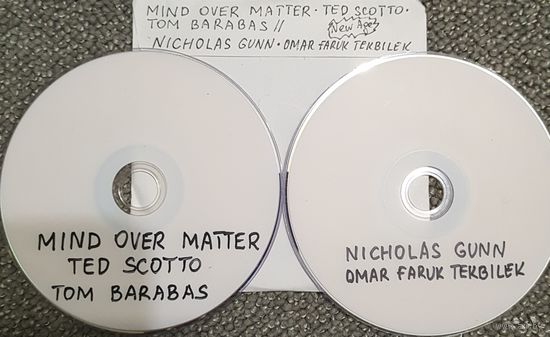 MIND OVER MATTER · TED SCOTTO ·
TOM BARABAS //
New Age
NICHOLAS GUNN · OMAR FARUK TEKBILEK
MIND OVER MATTER
TED SCOTTO
TOM BARABAS
NICHOLAS GUNN
OMAR FARUK TEKBILEK